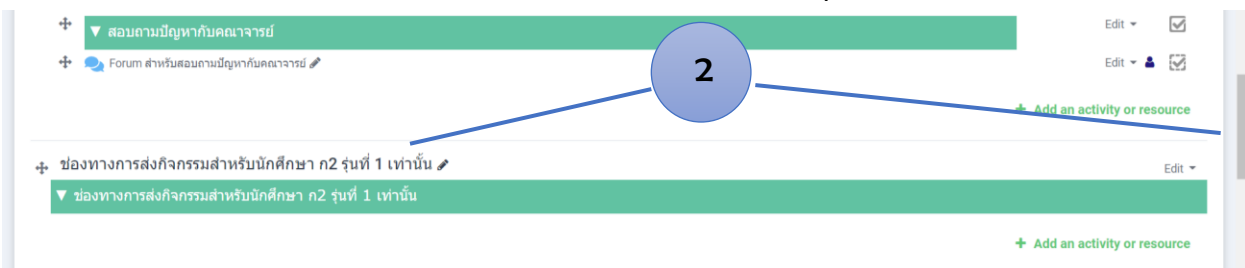 ▼ สอบถามปัญหากับคณาจารย์ Edit
Forum สำหรับสอบถามปัญหากับคณาจารย์ Edit
2
+ Add an activity or resource
ช่องทางการส่งกิจกรรมสำหรับนักศึกษา ก2 รุ่นที่ 1 เท่านั้น Edit
▼ ช่องทางการส่งกิจกรรมสำหรับนักศึกษา ก2 รุ่นที่ 1 เท่านั้น
+ Add an activity or resource